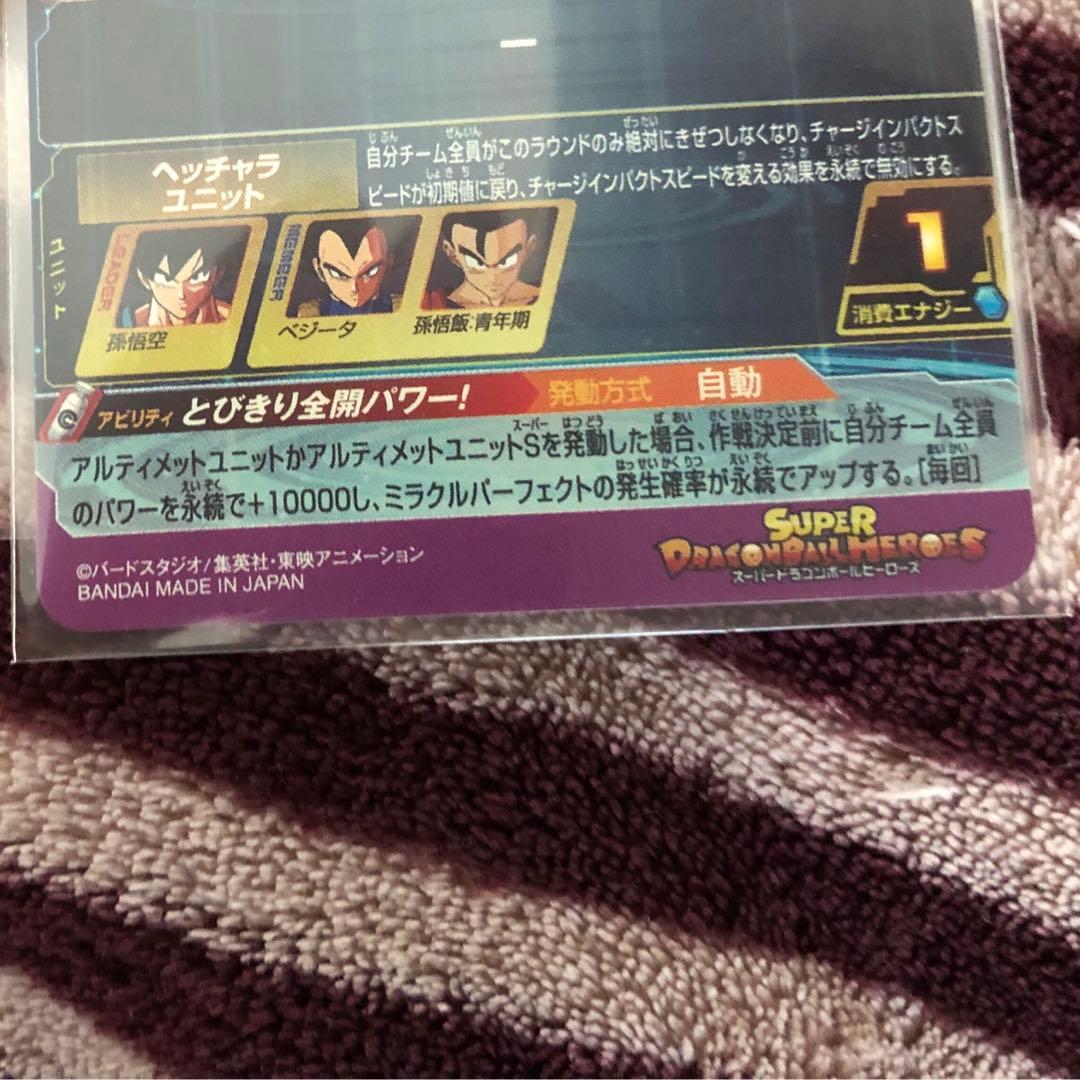 ー
ユニット
ヘッチャラ
ユニット
自分チーム全員がこのラウンドのみ絶対にきぜつしなくなり、チャージインパクトス
ピードが初期値に戻り、チャージインパクトスピードを変える効果を永続で無効にする。
LEADER
孫悟空
MEMBER
ベジータ
孫悟飯:青年期
1
消費エナジー
アビリティ とびきり全開パワー! 発動方式 自動
アルティメットユニットかアルティメットユニットSを発動した場合、作戦決定前に自分チーム全員
のパワーを永続で+10000し、ミラクルパーフェクトの発生確率が永続でアップする。[毎回]
©バードスタジオ/集英社・東映アニメーション
BANDAI MADE IN JAPAN
SUPER
DRAGONBALL HEROES
スーパードラゴンボールヒーローズ